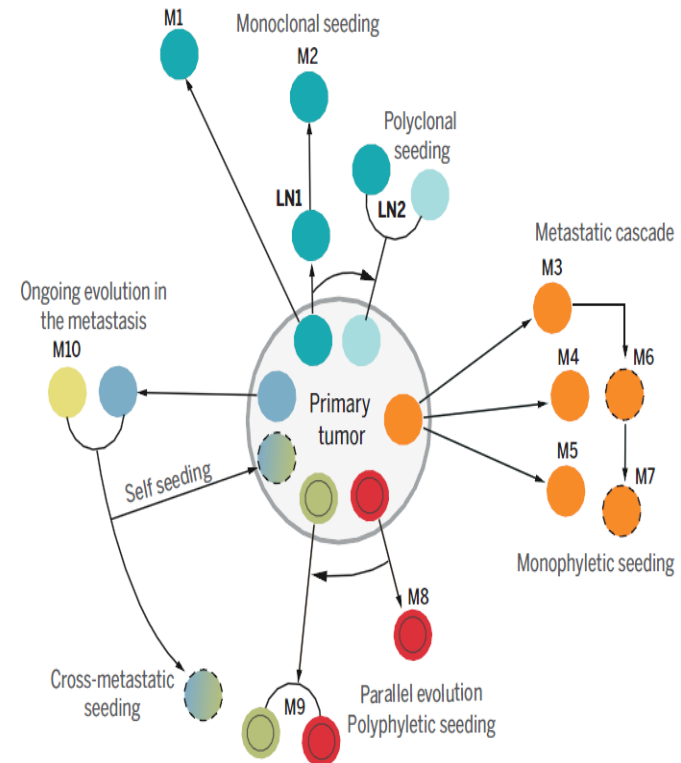 M1
Monoclonal seeding
M2
Polyclonal
seeding
LN1
LN2
Metastatic cascade
M3
Ongoing evolution in
the metastasis
M10
M4
M6
Primary
tumor
M5
M7
Self seeding
Monophyletic seeding
M8
Cross-metastatic
seeding
M9
Parallel evolution
Polyphyletic seeding